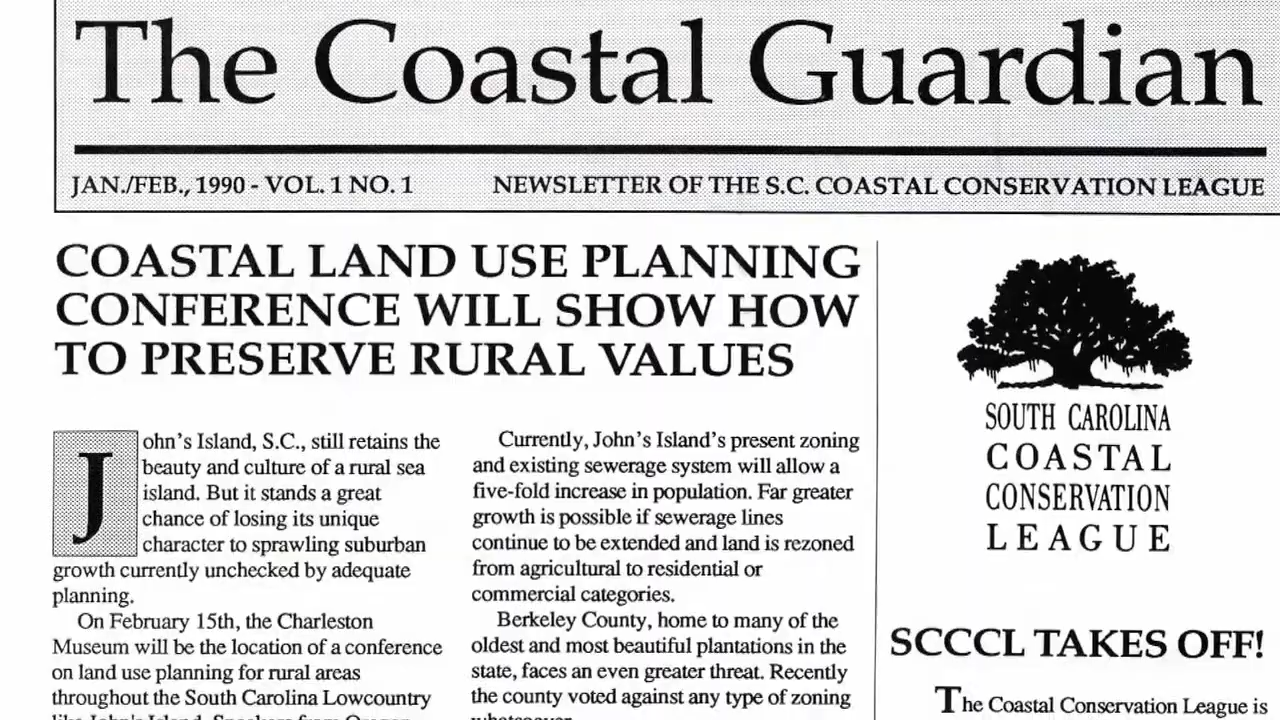 The Coastal Guardian
JAN./FEB., 1990 - VOL. 1 NO. 1
NEWSLETTER OF THE S.C. COASTAL CONSERVATION LEAGUE
COASTAL LAND USE PLANNING
CONFERENCE WILL SHOW HOW
TO PRESERVE RURAL VALUES
John's Island, S.C., still retains the
beauty and culture of a rural sea
island. But it stands a great
chance of losing its unique
character to sprawling suburban
growth currently unchecked by adequate
planning.
On February 15th, the Charleston
Museum will be the location of a conference
on land use planning for rural areas
throughout the South Carolina Lowcountry
like John's Island. Speakers from Oregon
Currently, John's Island's present zoning
and existing sewerage system will allow a
five-fold increase in population. Far greater
growth is possible if sewerage lines
continue to be extended and land is rezoned
from agricultural to residential or
commercial categories.
Berkeley County, home to many of the
oldest and most beautiful plantations in the
state, faces an even greater threat. Recently
the county voted against any type of zoning
whatsoever.
SOUTH CAROLINA
COASTAL
CONSERVATION
LEAGUE
SCCCL TAKES OFF!
The Coastal Conservation League is